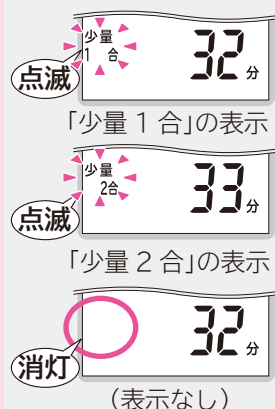 少量
1 合
32分
点滅
「少量 1 合」の表示
少量
2合
33分
点滅
「少量 2 合」の表示
32分
消灯
(表示なし)